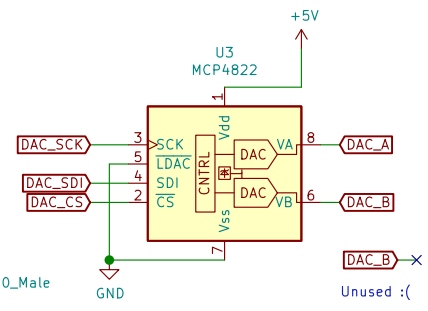 +5V
U3
MCP4822
1
Vdd
DAC_SCK 3 SCK VA 8 DAC_A
5 LDAC DAC
CNTRL
DAC_SDI 4 SDI
DAC_CS 2 CS DAC VB 6 DAC_B
Vss
7
DAC_B
0_Male
GND
Unused :(